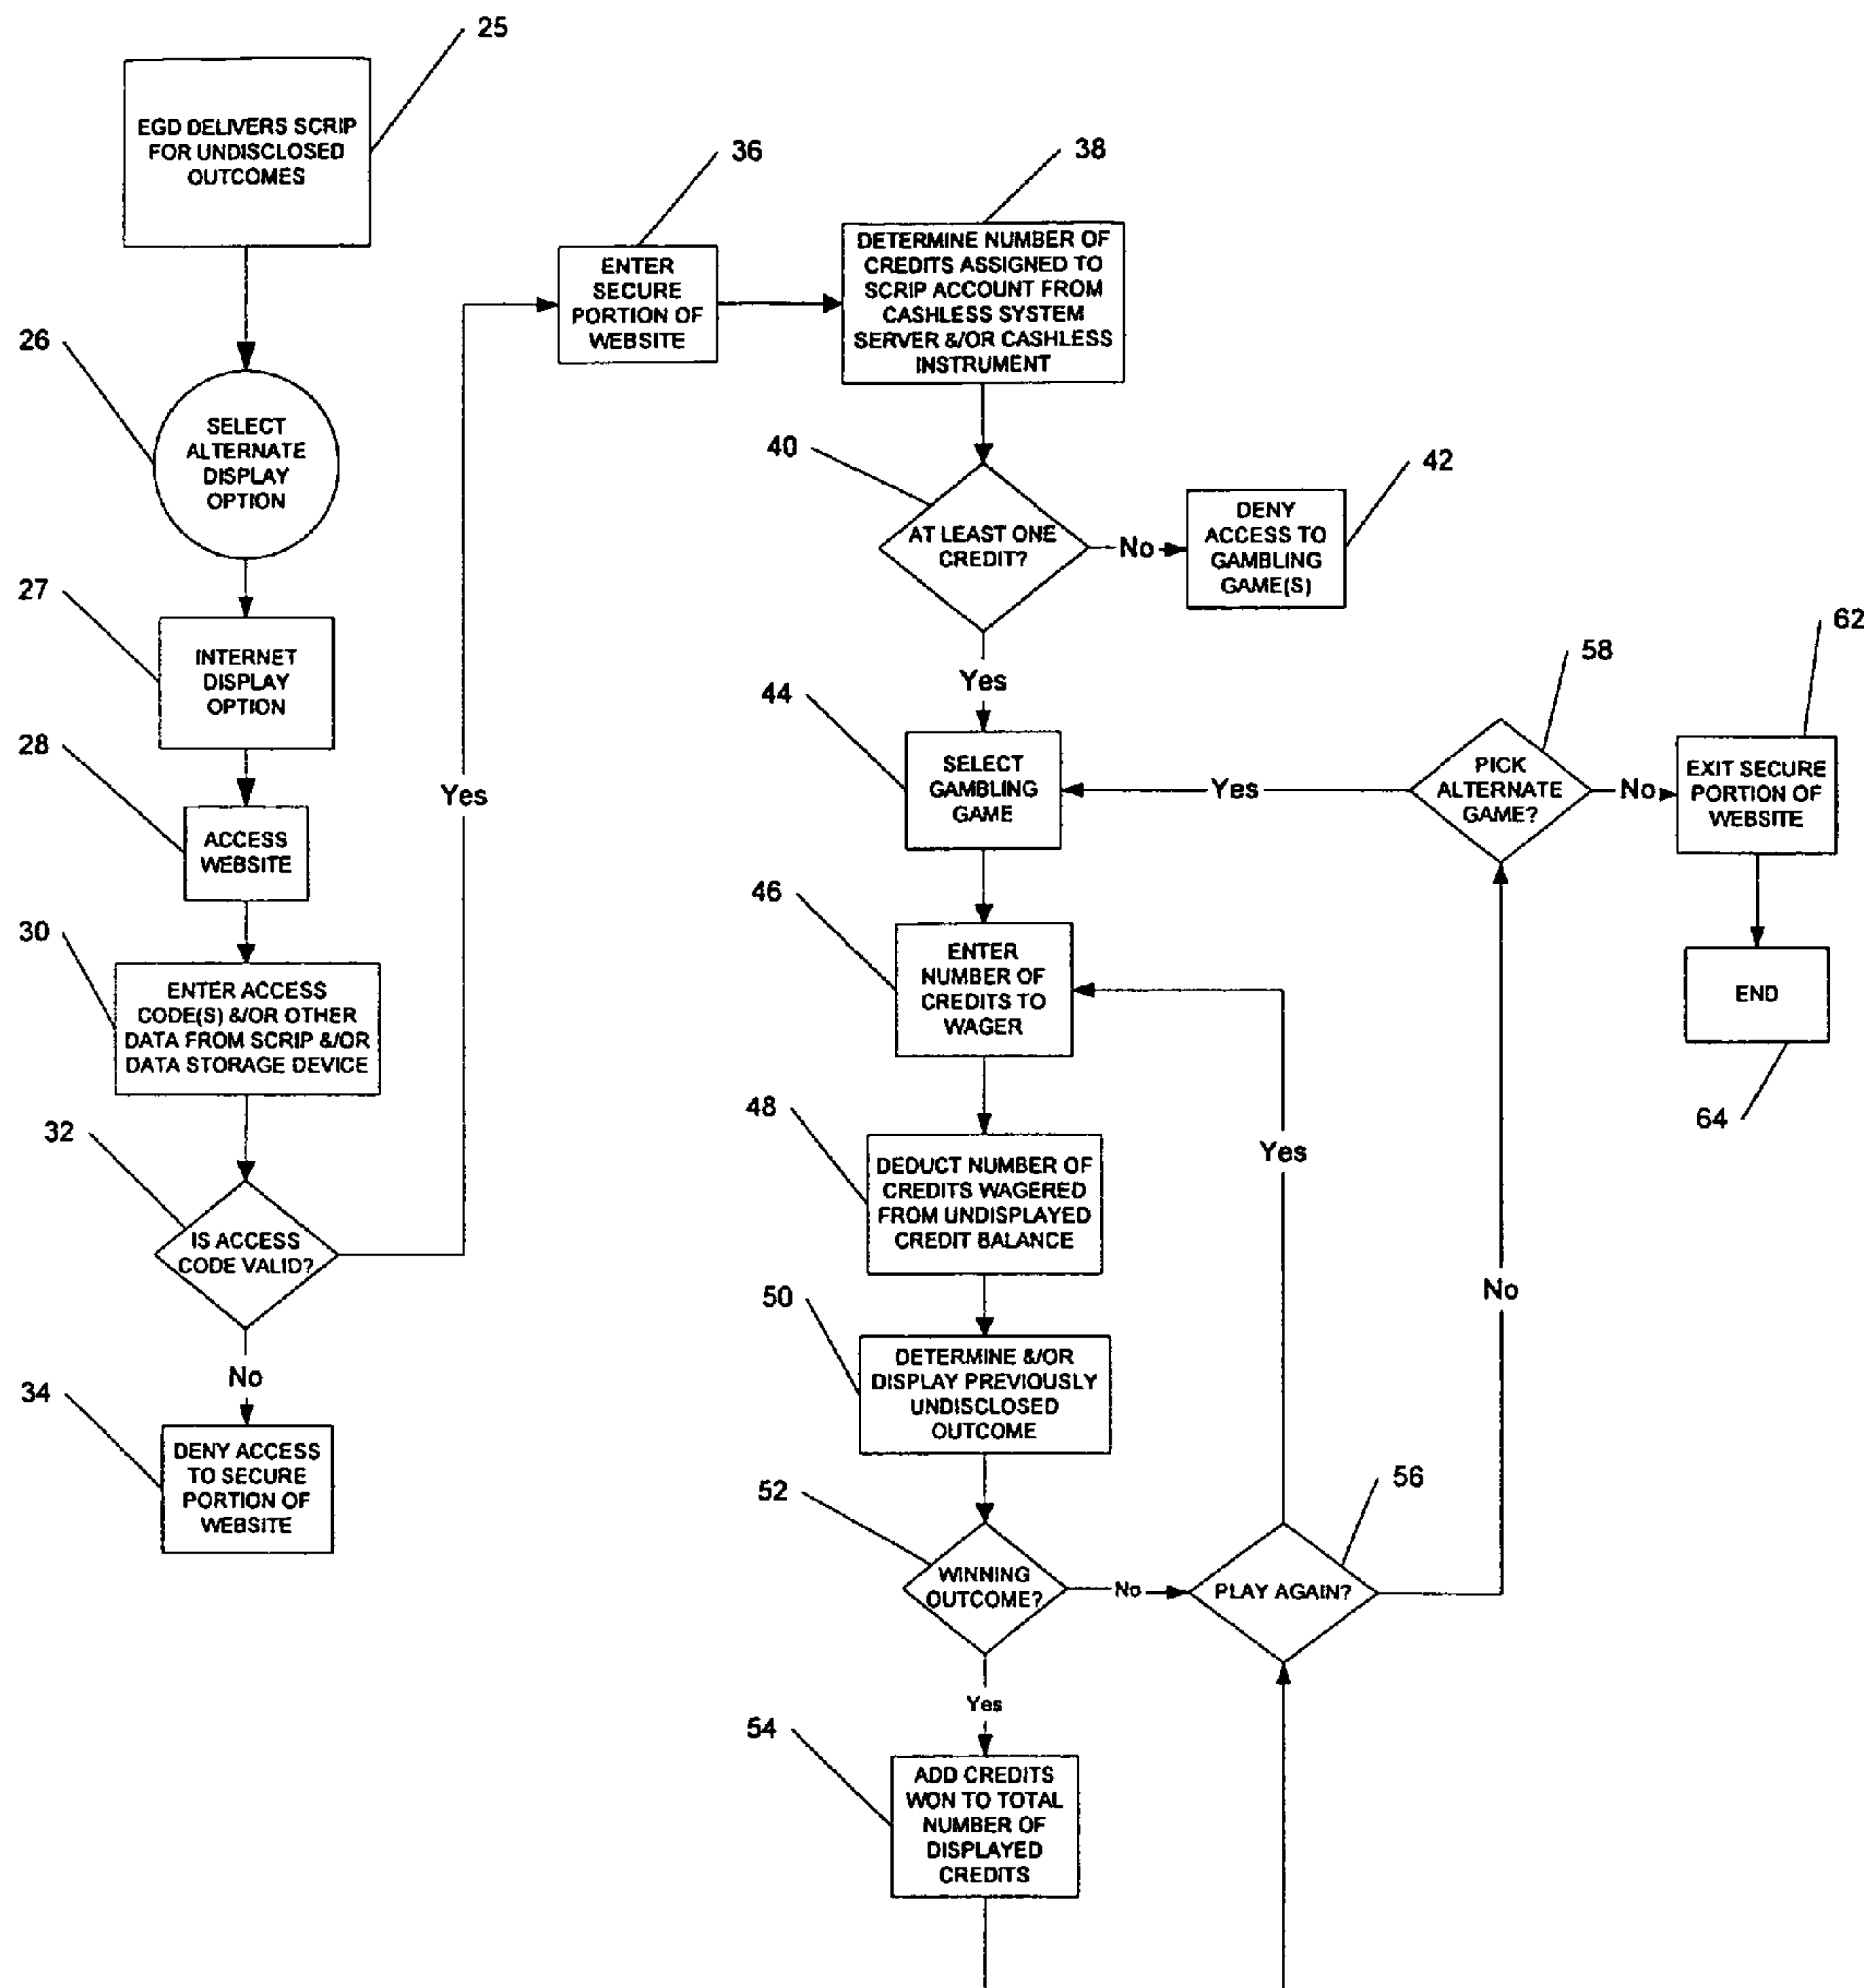 25
EGD DELIVERS SCRIP
FOR UNDISCLOSED
OUTCOMES
26
SELECT
ALTERNATE
DISPLAY
OPTION
27
INTERNET
DISPLAY
OPTION
28
ACCESS
WEBSITE
30
ENTER ACCESS
CODE(S) &/OR OTHER
DATA FROM SCRIP &/OR
DATA STORAGE DEVICE
32
IS ACCESS
CODE VALID?
Yes
No
34
DENY ACCESS
TO SECURE
PORTION OF
WEBSITE
36
ENTER
SECURE
PORTION OF
WEBSITE
38
DETERMINE NUMBER OF
CREDITS ASSIGNED TO
SCRIP ACCOUNT FROM
CASHLESS SYSTEM
SERVER &/OR CASHLESS
INSTRUMENT
40
AT LEAST ONE
CREDIT?
No
42
DENY
ACCESS TO
GAMBLING
GAME(S)
Yes
44
SELECT
GAMBLING
GAME
46
ENTER
NUMBER OF
CREDITS TO
WAGER
48
DEDUCT NUMBER OF
CREDITS WAGERED
FROM UNDISPLAYED
CREDIT BALANCE
50
DETERMINE &/OR
DISPLAY PREVIOUSLY
UNDISCLOSED
OUTCOME
52
WINNING
OUTCOME?
No
Yes
54
ADD CREDITS
WON TO TOTAL
NUMBER OF
DISPLAYED
CREDITS
56
PLAY AGAIN?
Yes
No
58
PICK
ALTERNATE
GAME?
Yes
No
62
EXIT SECURE
PORTION OF
WEBSITE
END
64